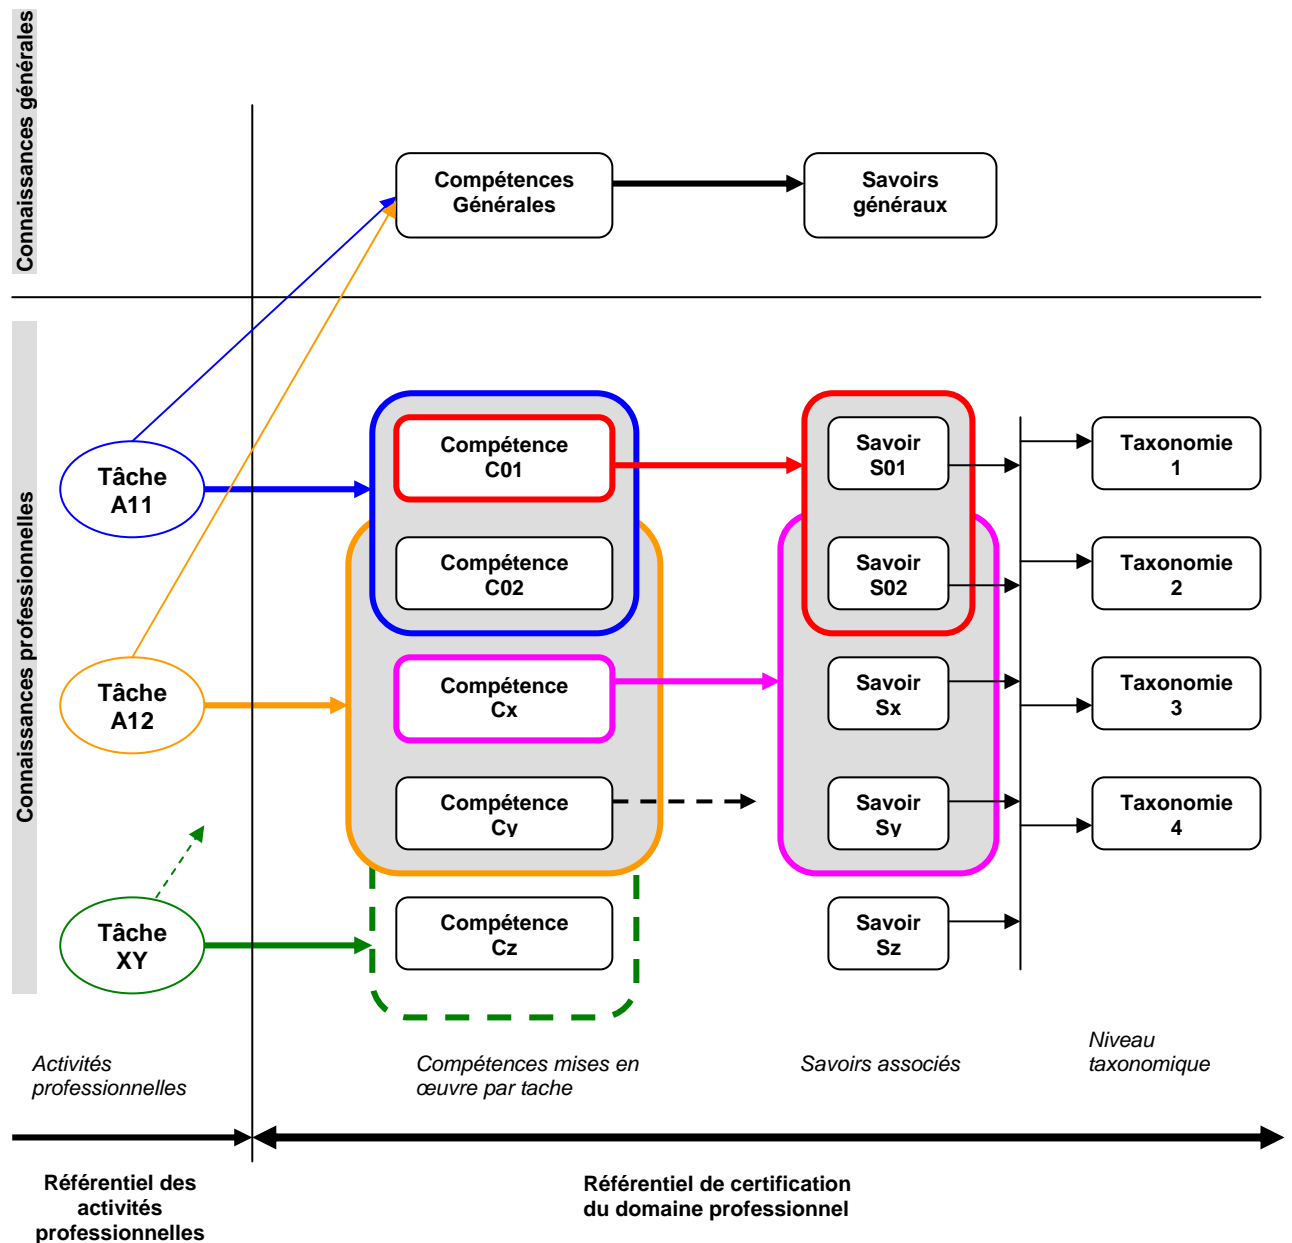 Connaissances générales
Compétences
Générales
Savoirs
généraux
Connaissances professionnelles
Tâche
A11
Compétence
C01
Savoir
S01
Taxonomie
1
Compétence
C02
Savoir
S02
Taxonomie
2
Tâche
A12
Compétence
Cx
Savoir
Sx
Taxonomie
3
Compétence
Cy
Savoir
Sy
Taxonomie
4
Tâche
XY
Compétence
Cz
Savoir
Sz
Activités
professionnelles
Compétences mises en
œuvre par tache
Savoirs associés
Niveau
taxonomique
Référentiel des
activités
professionnelles
Référentiel de certification
du domaine professionnel